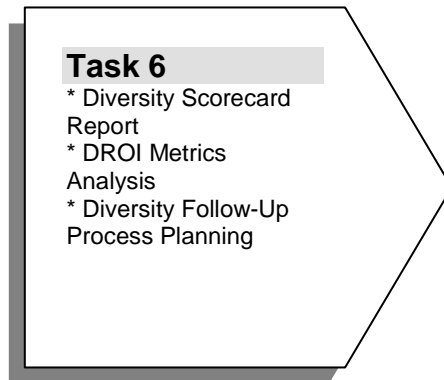 Task 6
* Diversity Scorecard
Report
* DROI Metrics
Analysis
* Diversity Follow-Up
Process Planning